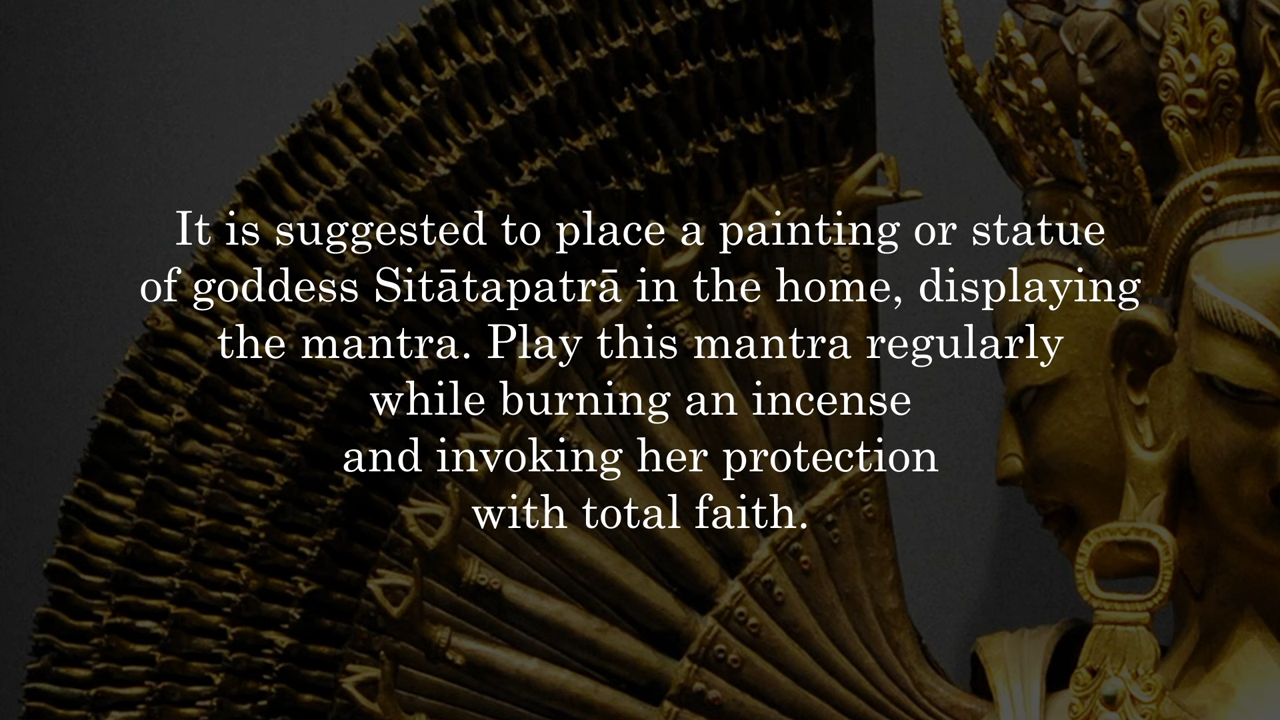 It is suggested to place a painting or statue
of goddess Sitātapatrā in the home, displaying
the mantra. Play this mantra regularly
while burning an incense
and invoking her protection
with total faith.